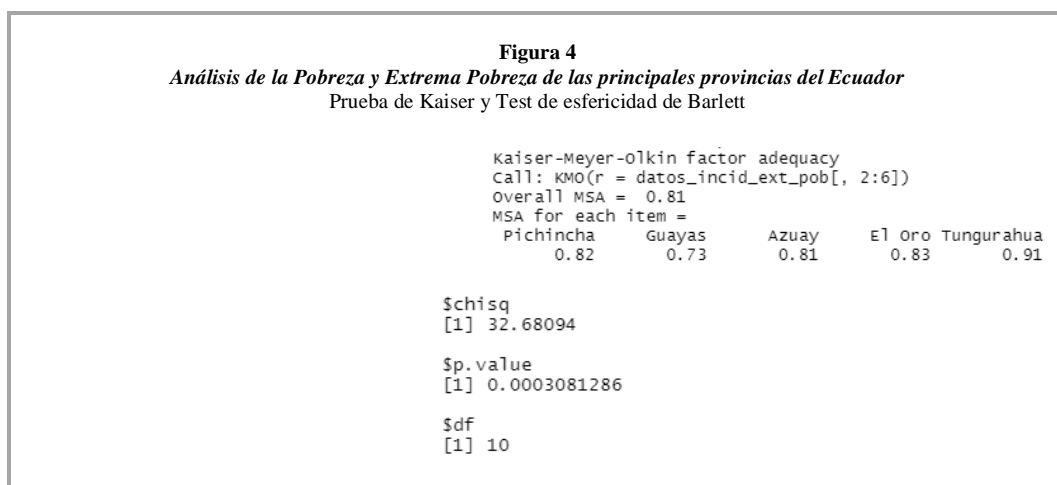 Figura 4
Análisis de la Pobreza y Extrema Pobreza de las principales provincias del Ecuador
Prueba de Kaiser y Test de esfericidad de Barlett
Kaiser-Meyer-Olkin factor adequacy
Call: KMO(r = datos_incid_ext_pob[, 2:6])
Overall MSA = 0.81
MSA for each item =
Pichincha Guayas Azuay El Oro Tungurahua
0.82 0.73 0.81 0.83 0.91
$chisq
[1] 32.68094
$p.value
[1] 0.0003081286
$df
[1] 10